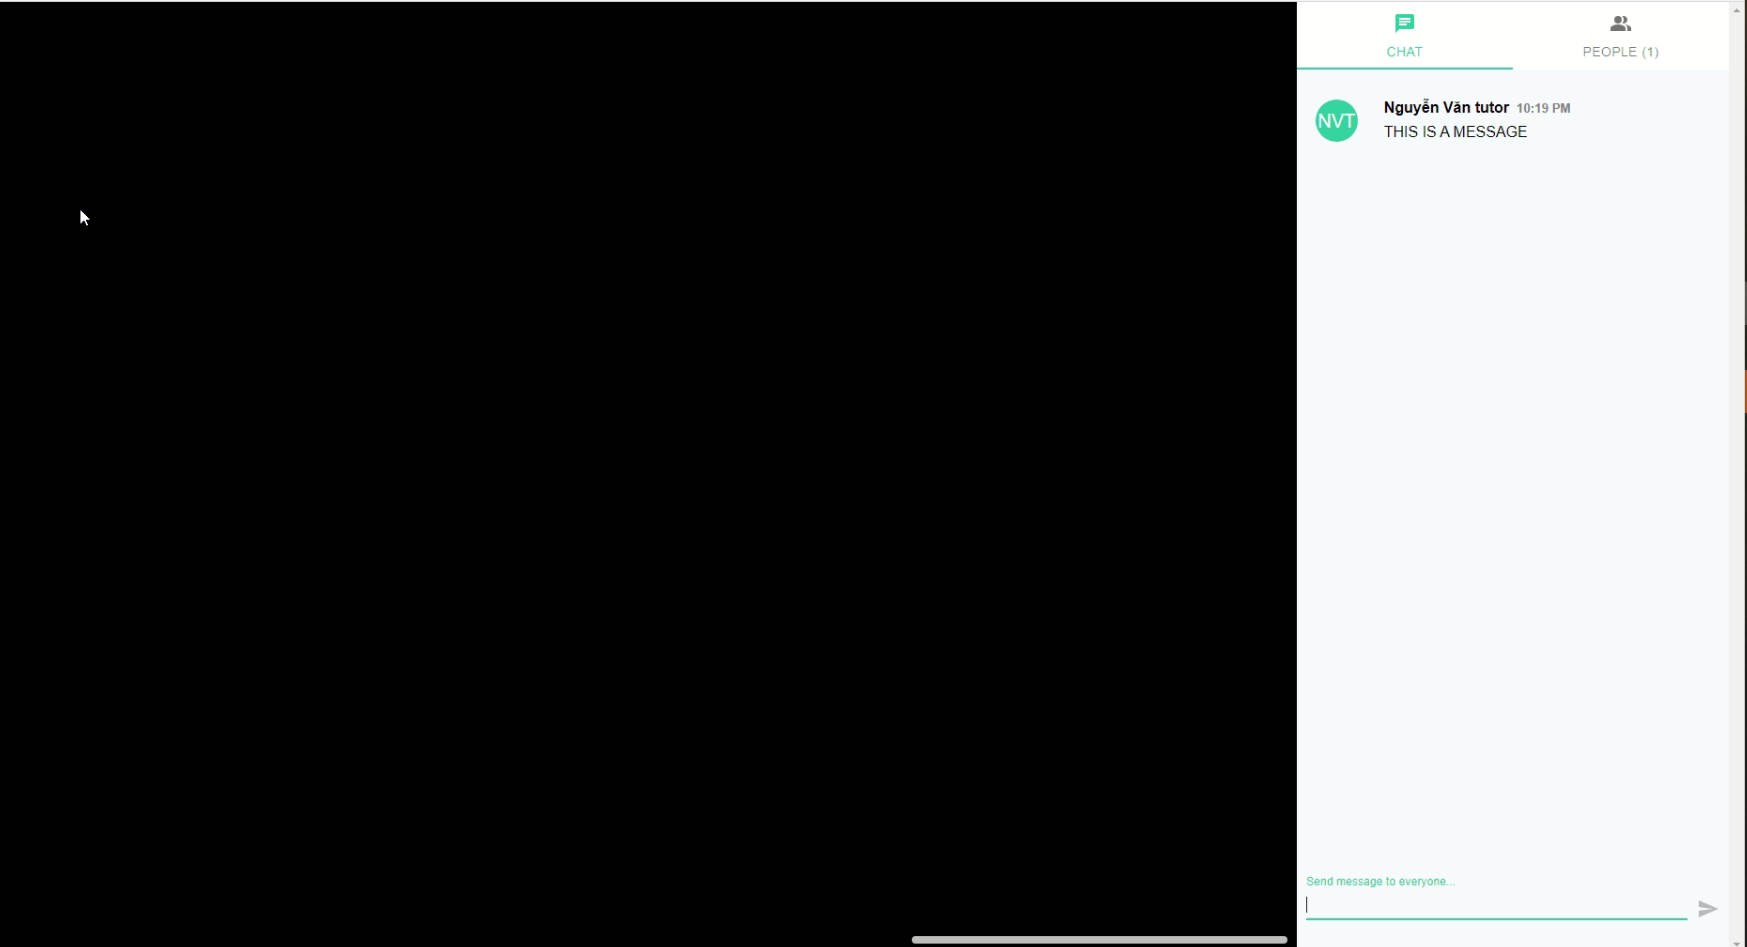 CHAT
PEOPLE (1)
NVT
Nguyễn Văn tutor 10:19 PM
THIS IS A MESSAGE
Send message to everyone...